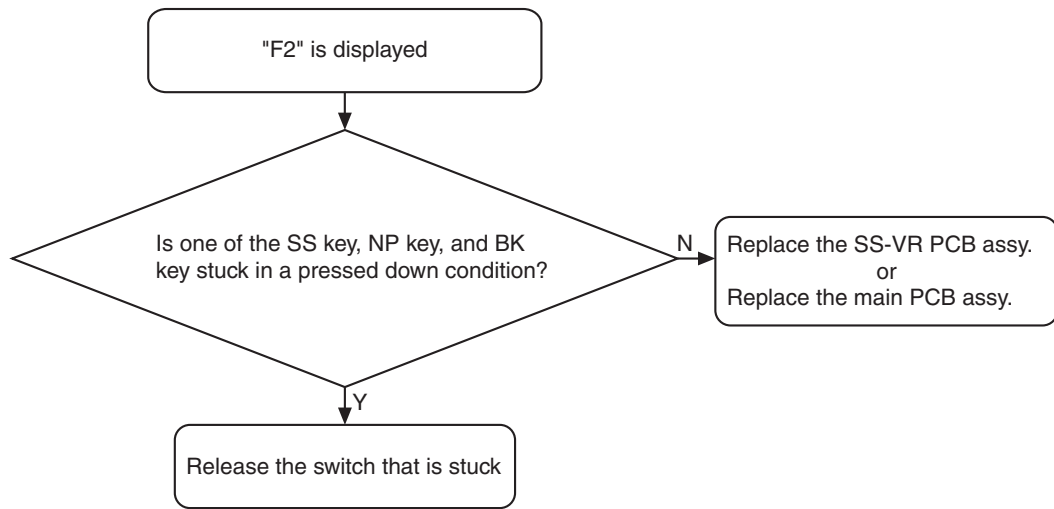 "F2" is displayed
Is one of the SS key, NP key, and BK
key stuck in a pressed down condition?
N
Replace the SS-VR PCB assy.
or
Replace the main PCB assy.
Y
Release the switch that is stuck